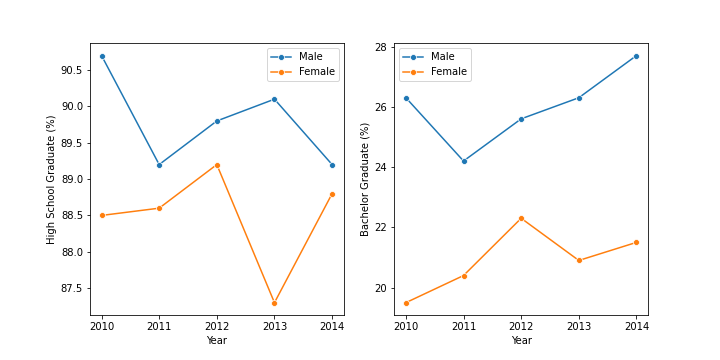 High School Graduate (%)
90.5
90.0
89.5
89.0
88.5
88.0
87.5
Male
Female
2010 2011 2012 2013 2014
Year
Bachelor Graduate (%)
28
26
24
22
20
Male
Female
2010 2011 2012 2013 2014
Year